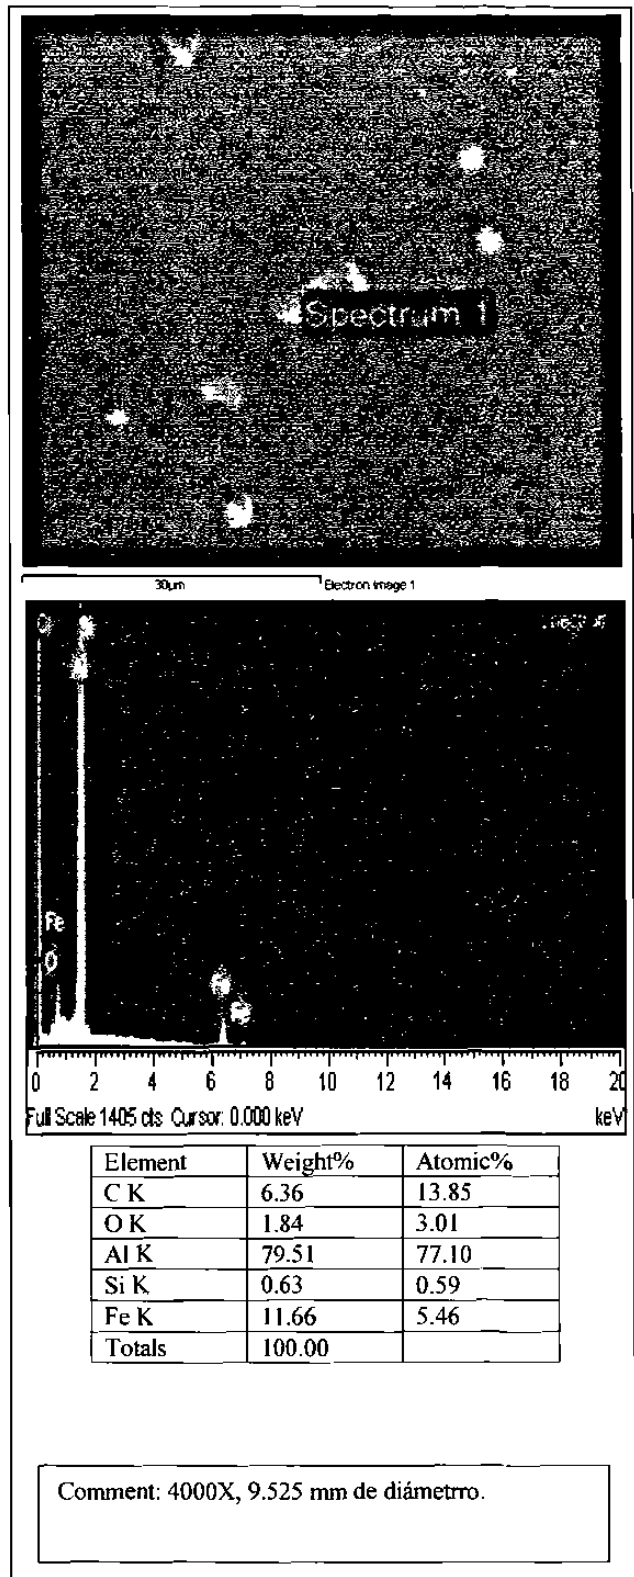 Spectrum 1
30µm Electron Image 1
Fe
O
0 2 4 6 8 10 12 14 16 18 20
Full Scale 1405 cts Cursor: 0.000 keV keV
Element Weight% Atomic%
C K 6.36 13.85
O K 1.84 3.01
Al K 79.51 77.10
Si K 0.63 0.59
Fe K 11.66 5.46
Totals 100.00
Comment: 4000X, 9.525 mm de diámetrro.